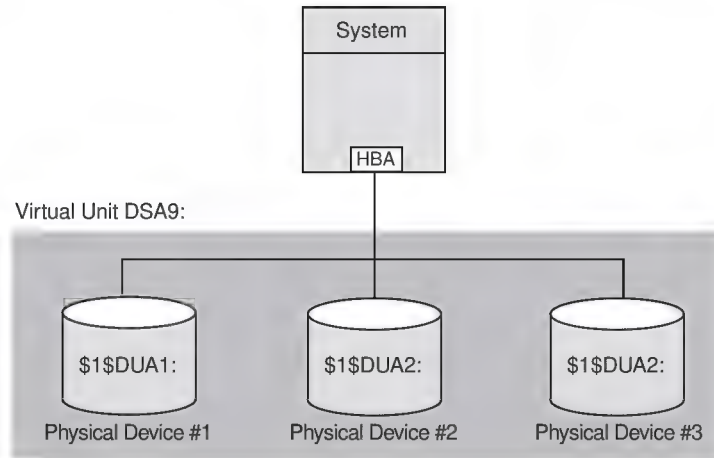 System
HBA
Virtual Unit DSA9:
$1$DUA1:
$1$DUA2:
$1$DUA2:
Physical Device #1
Physical Device #2
Physical Device #3